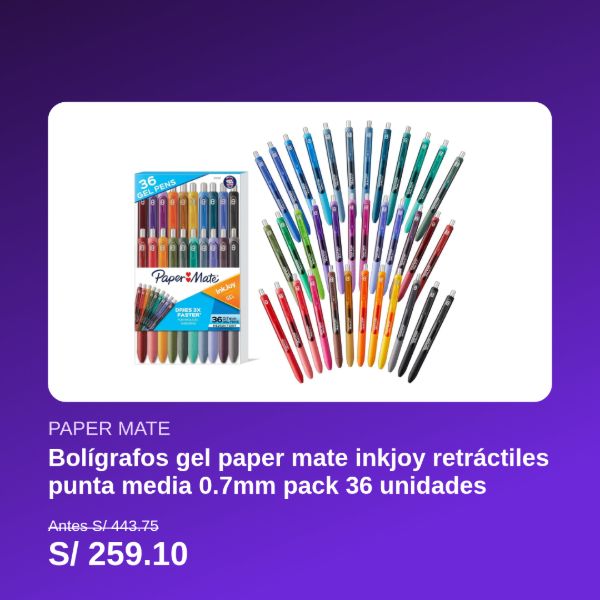 36
GEL PENS
Paper Mate
InkJoy
DRIES 3X
FASTER*
36
PAPER MATE
Bolígrafos gel paper mate inkjoy retráctiles
punta media 0.7mm pack 36 unidades
Antes S/ 443.75
S/ 259.10